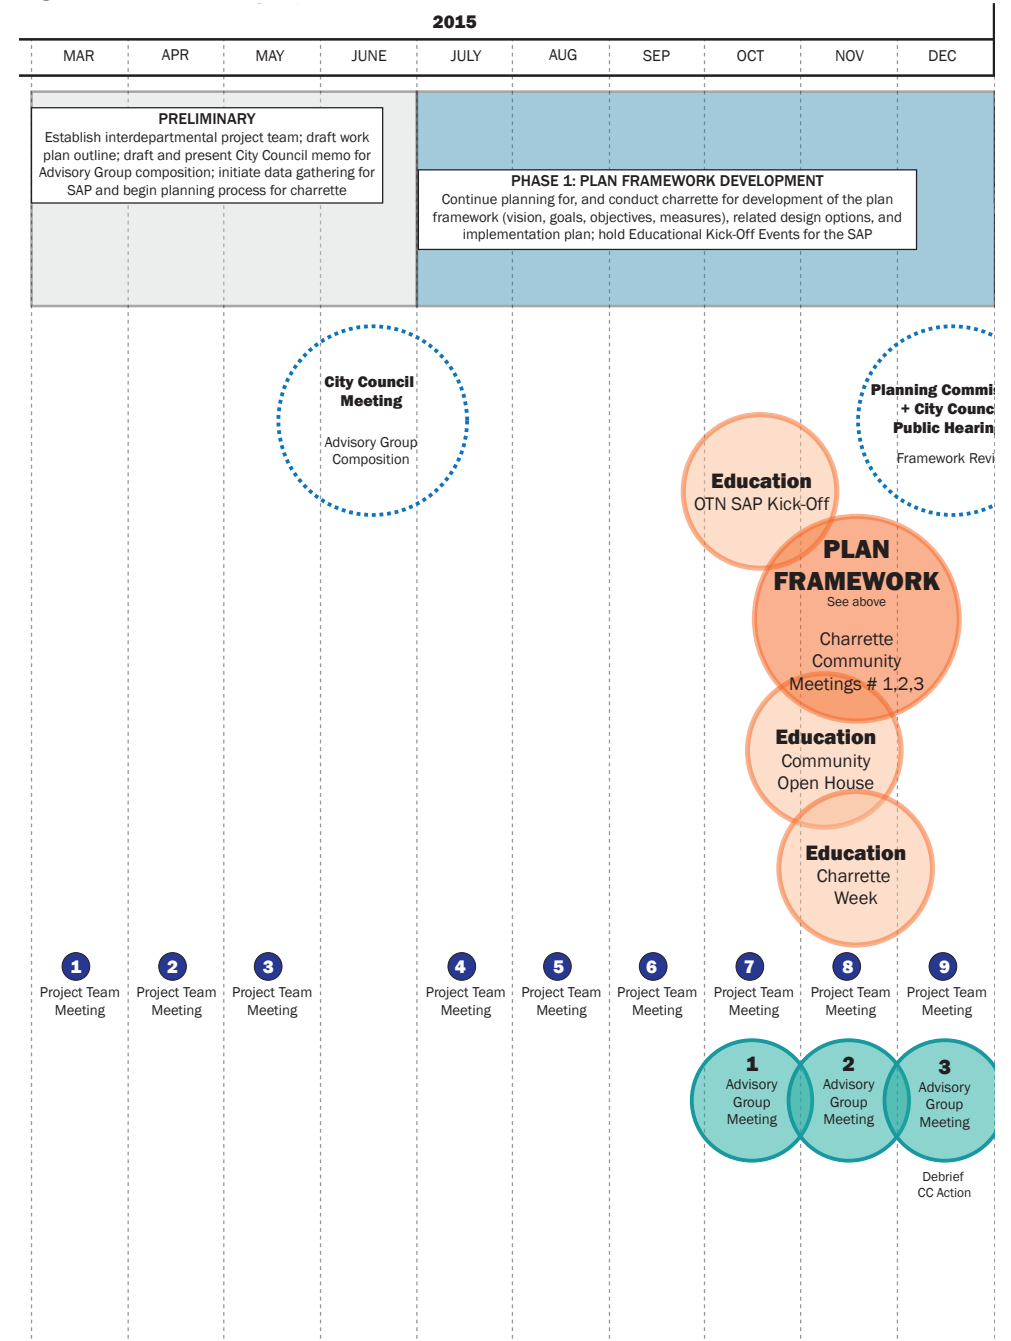 2015
MAR APR MAY JUNE JULY AUG SEP OCT NOV DEC
PRELIMINARY
Establish interdepartmental project team; draft work
plan outline; draft and present City Council memo for
Advisory Group composition; initiate data gathering for
SAP and begin planning process for charrette
PHASE 1: PLAN FRAMEWORK DEVELOPMENT
Continue planning for, and conduct charrette for development of the plan
framework (vision, goals, objectives, measures), related design options, and
implementation plan; hold Educational Kick-Off Events for the SAP
City Council
Meeting
Advisory Group
Composition
Planning Commis
+ City Counc
Public Hearin
Framework Revi
Education
OTN SAP Kick-Off
PLAN
FRAMEWORK
See above
Charrette
Community
Meetings # 1,2,3
Education
Community
Open House
Education
Charrette
Week
1
Project Team
Meeting
2
Project Team
Meeting
3
Project Team
Meeting
4
Project Team
Meeting
5
Project Team
Meeting
6
Project Team
Meeting
7
Project Team
Meeting
8
Project Team
Meeting
9
Project Team
Meeting
1
Advisory
Group
Meeting
2
Advisory
Group
Meeting
3
Advisory
Group
Meeting
Debrief
CC Action